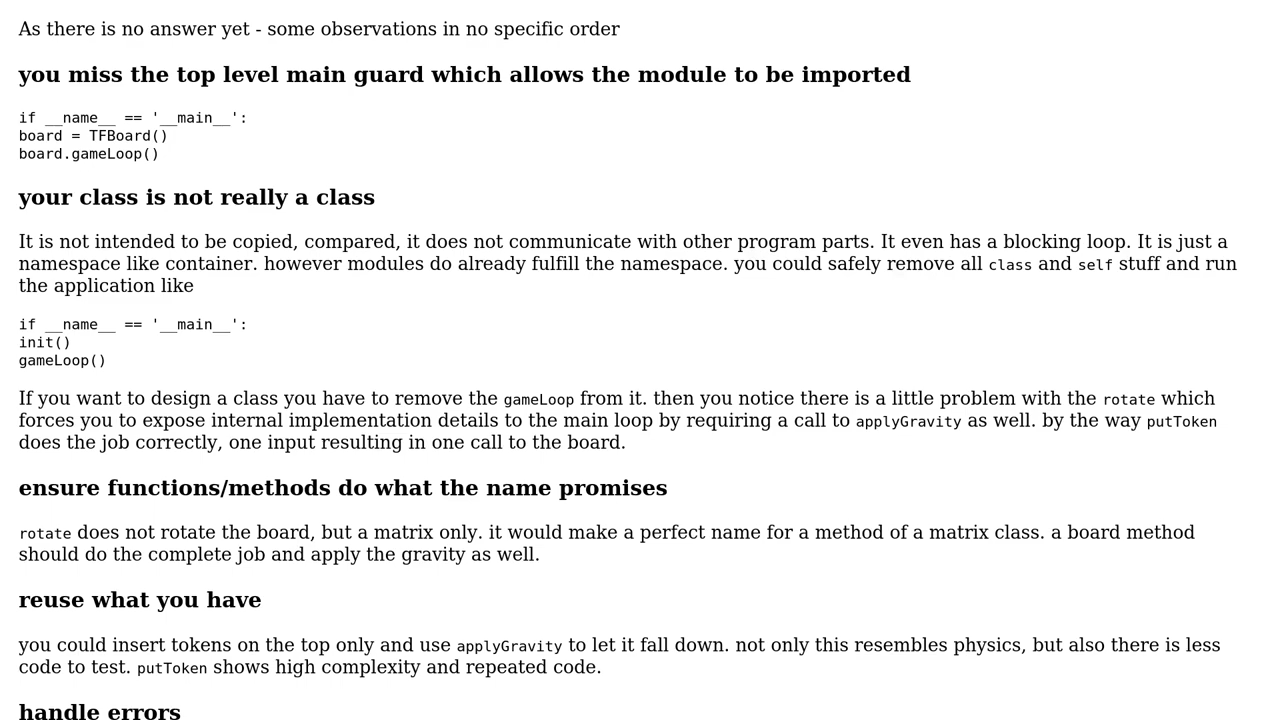 As there is no answer yet - some observations in no specific order
you miss the top level main guard which allows the module to be imported
if __name__ == '__main__':
board = TFBoard()
board.gameLoop()
your class is not really a class
It is not intended to be copied, compared, it does not communicate with other program parts. It even has a blocking loop. It is just a
namespace like container. however modules do already fulfill the namespace. you could safely remove all class and self stuff and run
the application like
if __name__ == '__main__':
init()
gameLoop()
If you want to design a class you have to remove the gameLoop from it. then you notice there is a little problem with the rotate which
forces you to expose internal implementation details to the main loop by requiring a call to applyGravity as well. by the way putToken
does the job correctly, one input resulting in one call to the board.
ensure functions/methods do what the name promises
rotate does not rotate the board, but a matrix only. it would make a perfect name for a method of a matrix class. a board method
should do the complete job and apply the gravity as well.
reuse what you have
you could insert tokens on the top only and use applyGravity to let it fall down. not only this resembles physics, but also there is less
code to test. putToken shows high complexity and repeated code.
handle errors